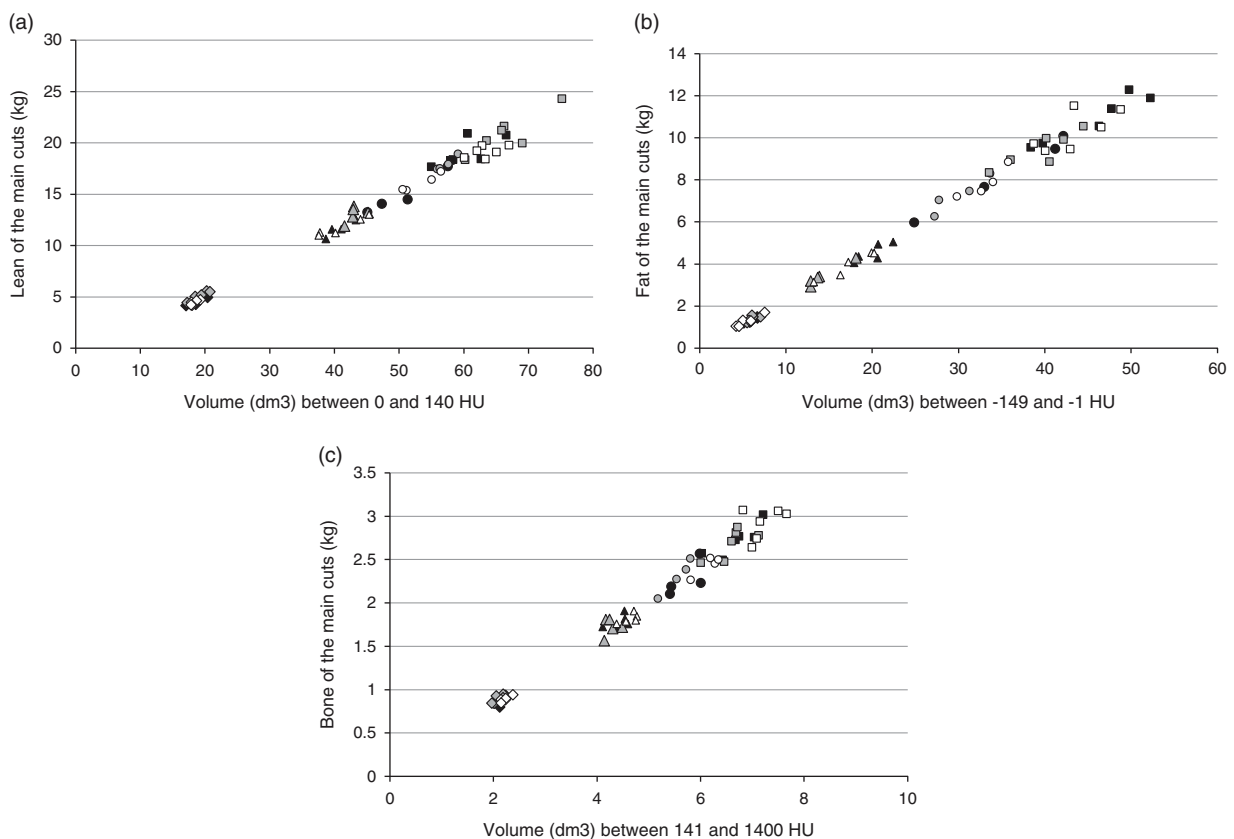 (a)
Lean of the main cuts (kg)
30
25
20
15
10
5
0
0 10 20 30 40 50 60 70 80
Volume (dm3) between 0 and 140 HU
(b)
Fat of the main cuts (kg)
14
12
10
8
6
4
2
0
0 10 20 30 40 50 60
Volume (dm3) between -149 and -1 HU
(c)
Bone of the main cuts (kg)
3.5
3
2.5
2
1.5
1
0.5
0
0 2 4 6 8 10
Volume (dm3) between 141 and 1400 HU